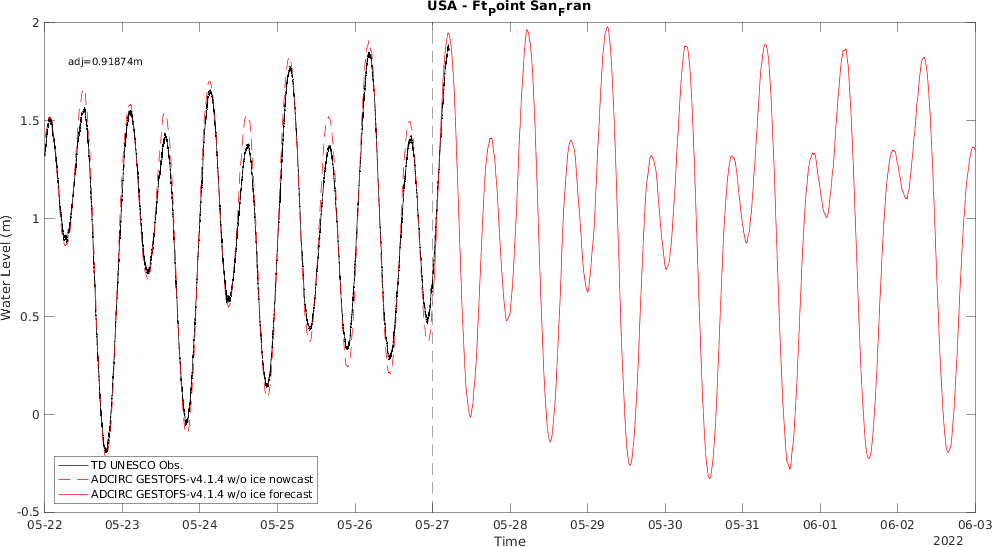 USA - Ft_Point San_Fran
2
adj=0.91874m
1.5
1
0.5
0
-0.5
Water Level (m)
TD UNESCO Obs.
ADCIRC GESTOFS-v4.1.4 w/o ice nowcast
ADCIRC GESTOFS-v4.1.4 w/o ice forecast
05-22 05-23 05-24 05-25 05-26 05-27 05-28 05-29 05-30 05-31 06-01 06-02 06-03
Time
2022